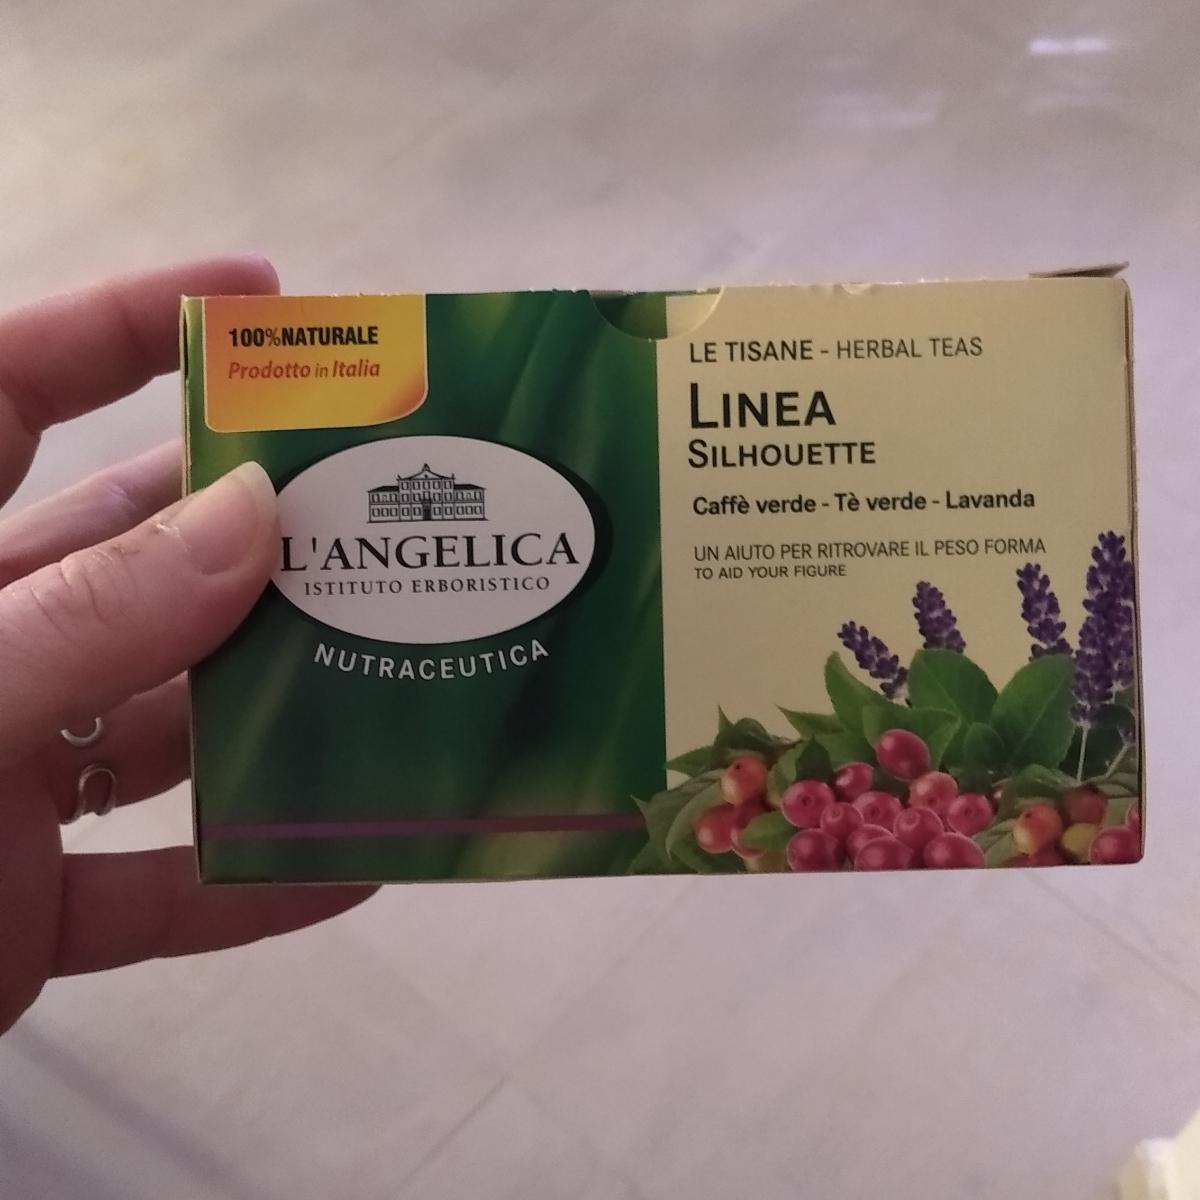 100%NATURALE
Prodotto in Italia
L'ANGELICA
ISTITUTO ERBORISTICO
NUTRACEUTICA
LE TISANE - HERBAL TEAS
LINEA
SILHOUETTE
Caffè verde - Tè verde - Lavanda
UN AIUTO PER RITROVARE IL PESO FORMA
TO AID YOUR FIGURE